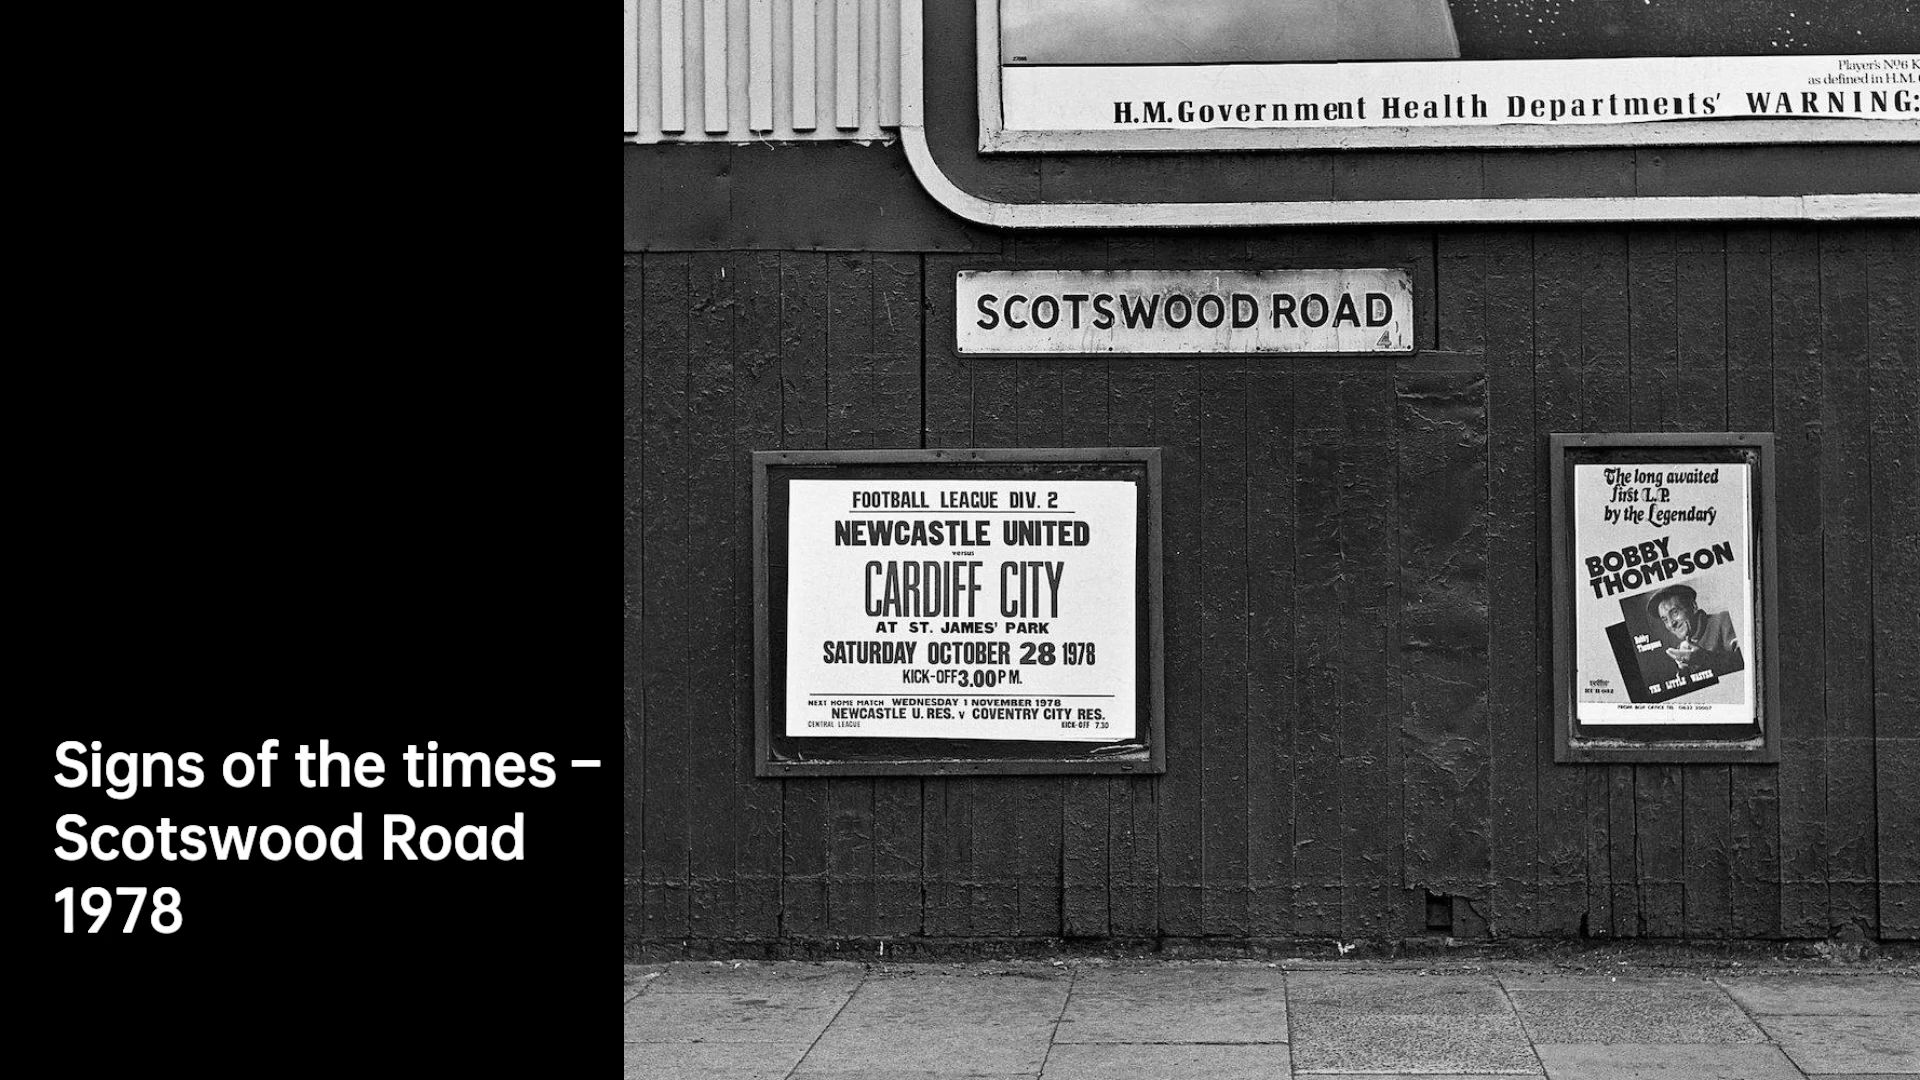 Signs of the times –
Scotswood Road
1978
Player's Nº6 K
as defined in H.M.
H.M.Government Health Departments' WARNING:
SCOTSWOOD ROAD
4
FOOTBALL LEAGUE DIV. 2
NEWCASTLE UNITED
versus
CARDIFF CITY
AT ST. JAMES' PARK
SATURDAY OCTOBER 28 1978
KICK-OFF 3.00 P.M.
NEXT HOME MATCH WEDNESDAY 1 NOVEMBER 1978
NEWCASTLE U. RES. v COVENTRY CITY RES.
CENTRAL LEAGUE KICK-OFF 7.30
The long awaited
first L.P.
by the Legendary
BOBBY
THOMPSON
Bobby
Thompson
THE LITTLE WASTER